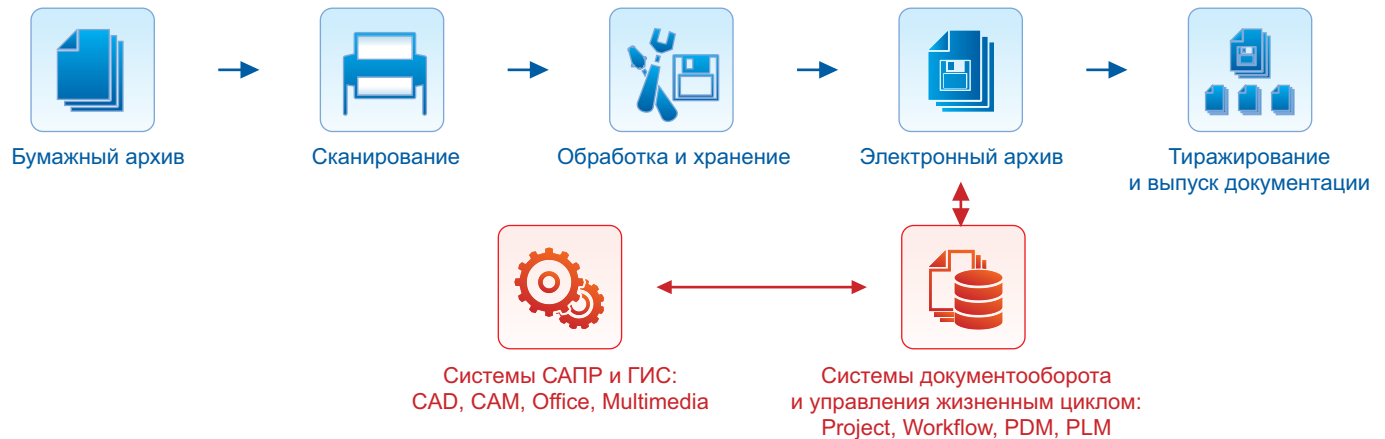 Бумажный архив
Сканирование
Обработка и хранение
Электронный архив
Тиражирование
и выпуск документации
Системы САПР и ГИС:
CAD, CAM, Office, Multimedia
Системы документооборота
и управления жизненным циклом:
Project, Workflow, PDM, PLM